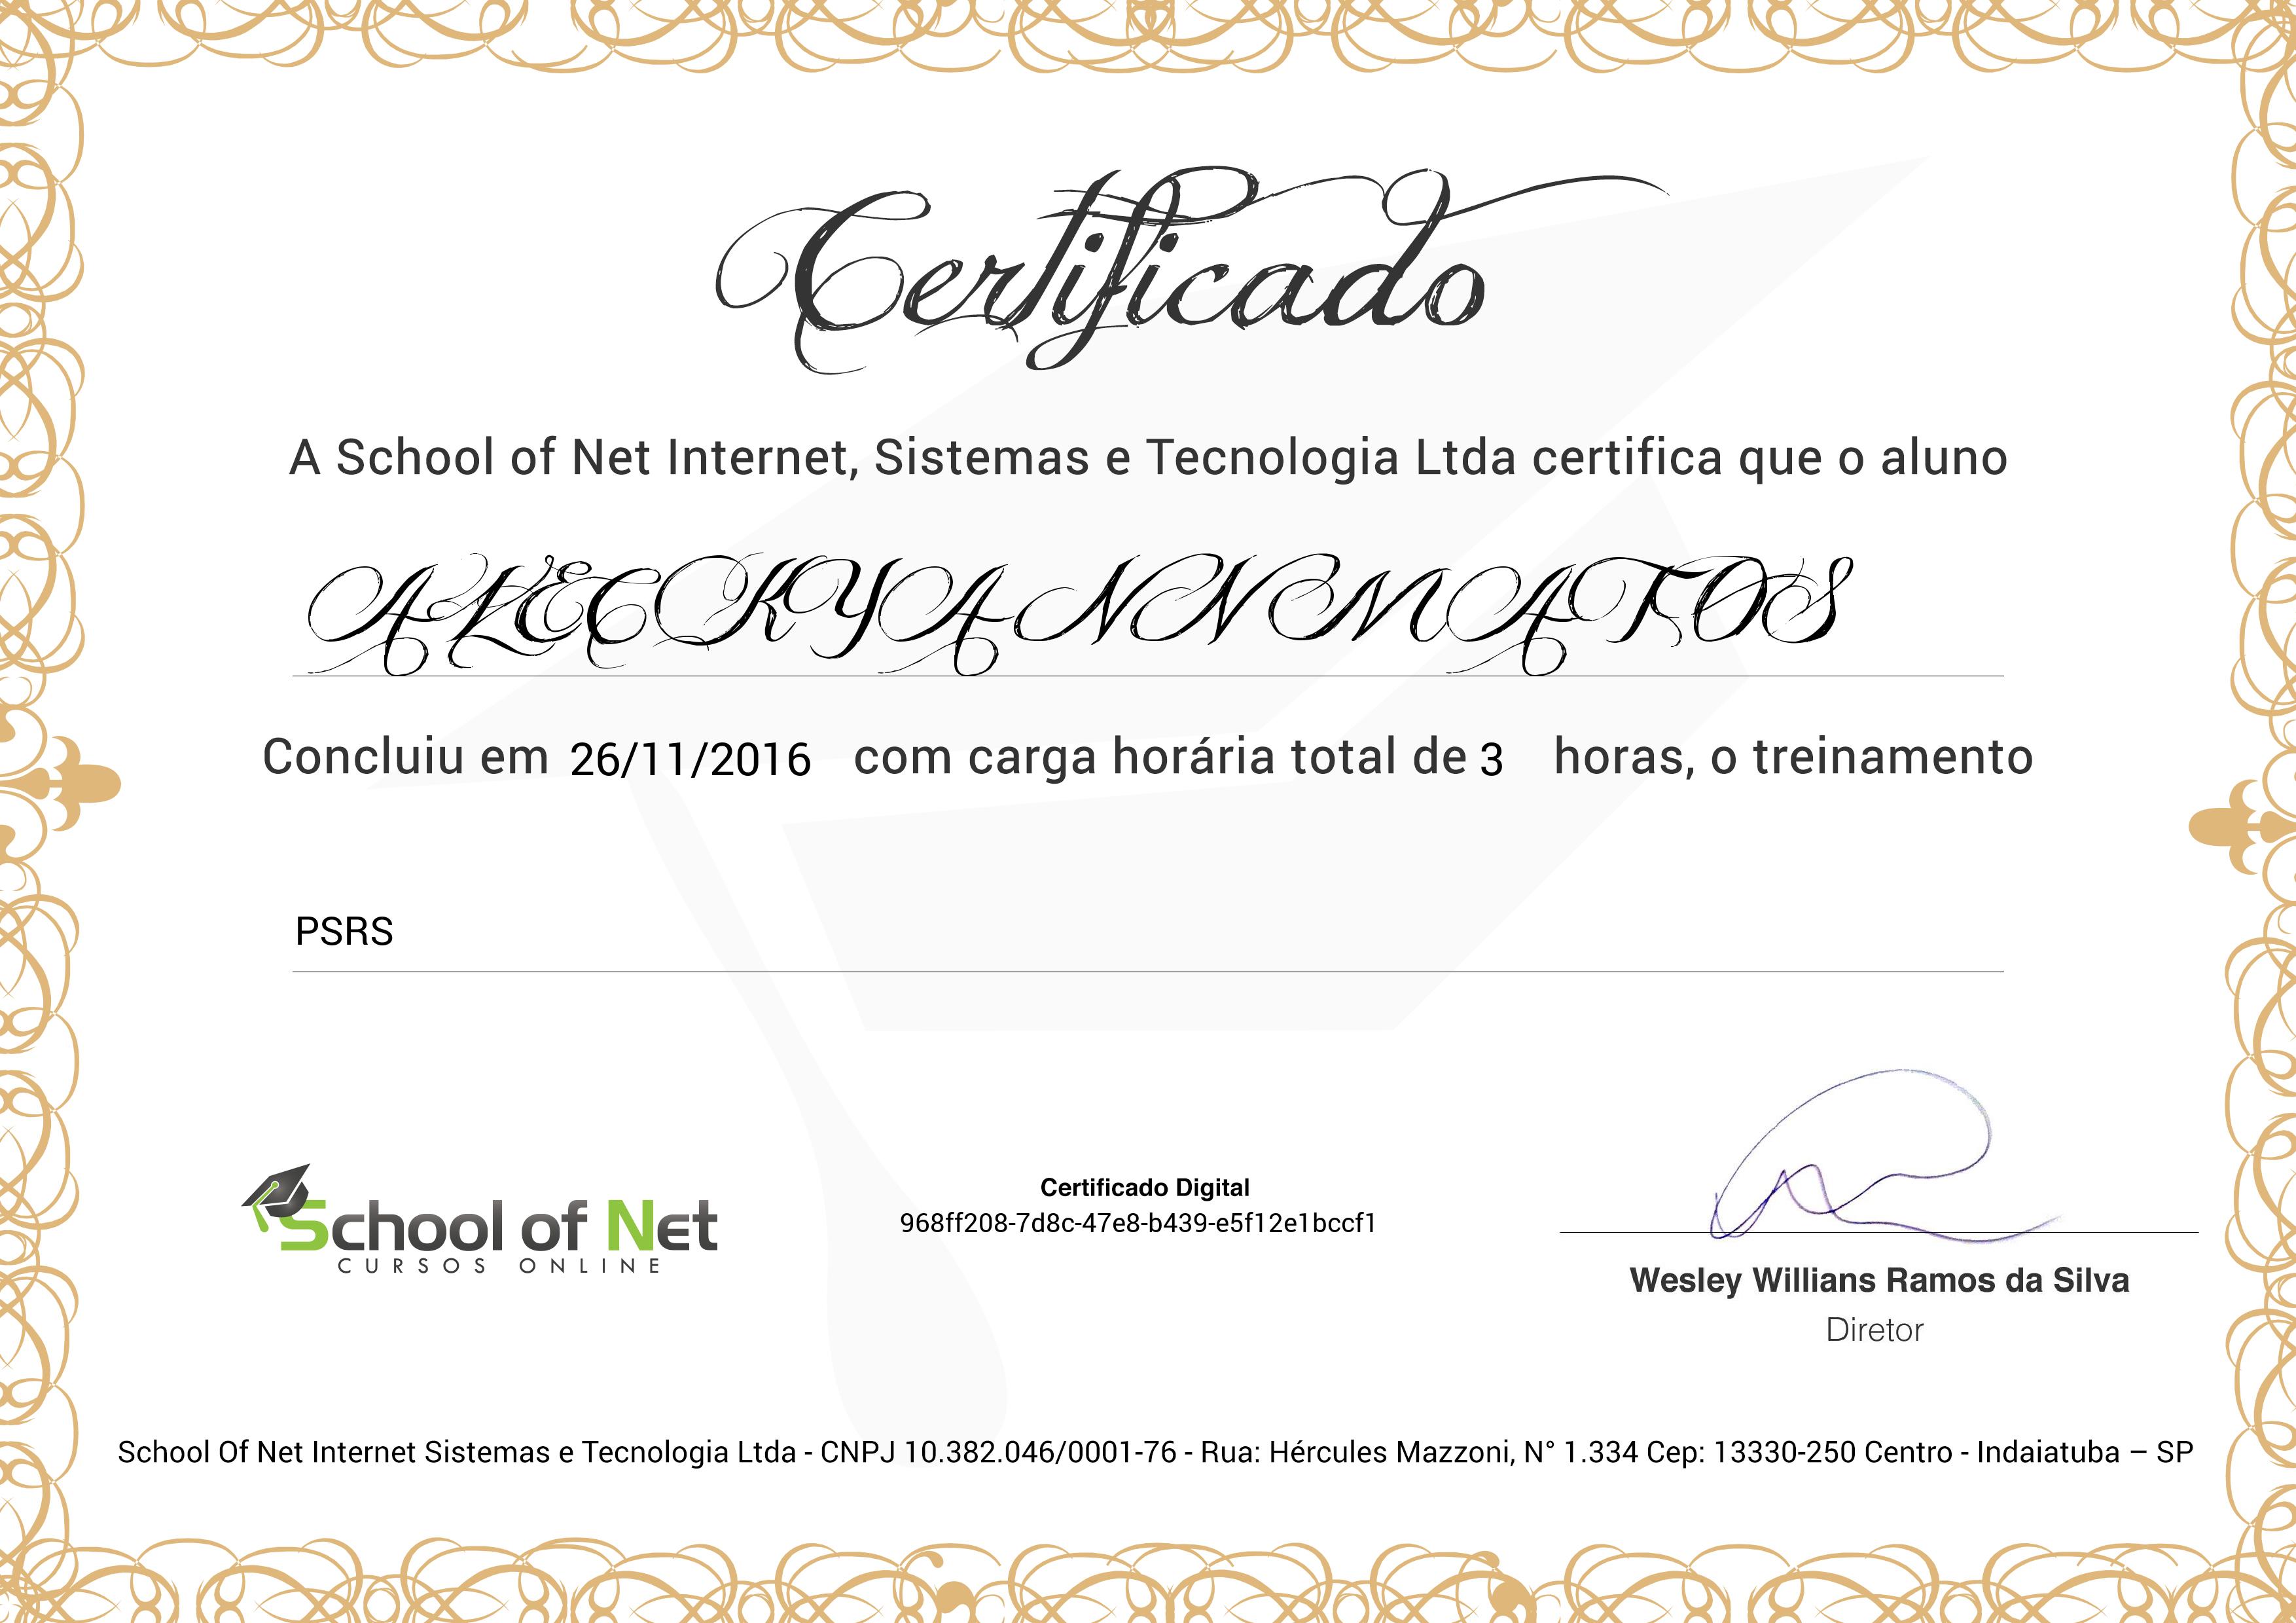 Certificado
A School of Net Internet, Sistemas e Tecnologia Ltda certifica que o aluno
ALECKYANN MATOS
Concluiu em 26/11/2016 com carga horária total de 3 horas, o treinamento
PSRS
School of Net
CURSOS ONLINE
Certificado Digital
968ff208-7d8c-47e8-b439-e5f12e1bccf1
Wesley Willians Ramos da Silva
Diretor
School Of Net Internet Sistemas e Tecnologia Ltda - CNPJ 10.382.046/0001-76 - Rua: Hércules Mazzoni, N° 1.334 Cep: 13330-250 Centro - Indaiatuba – SP